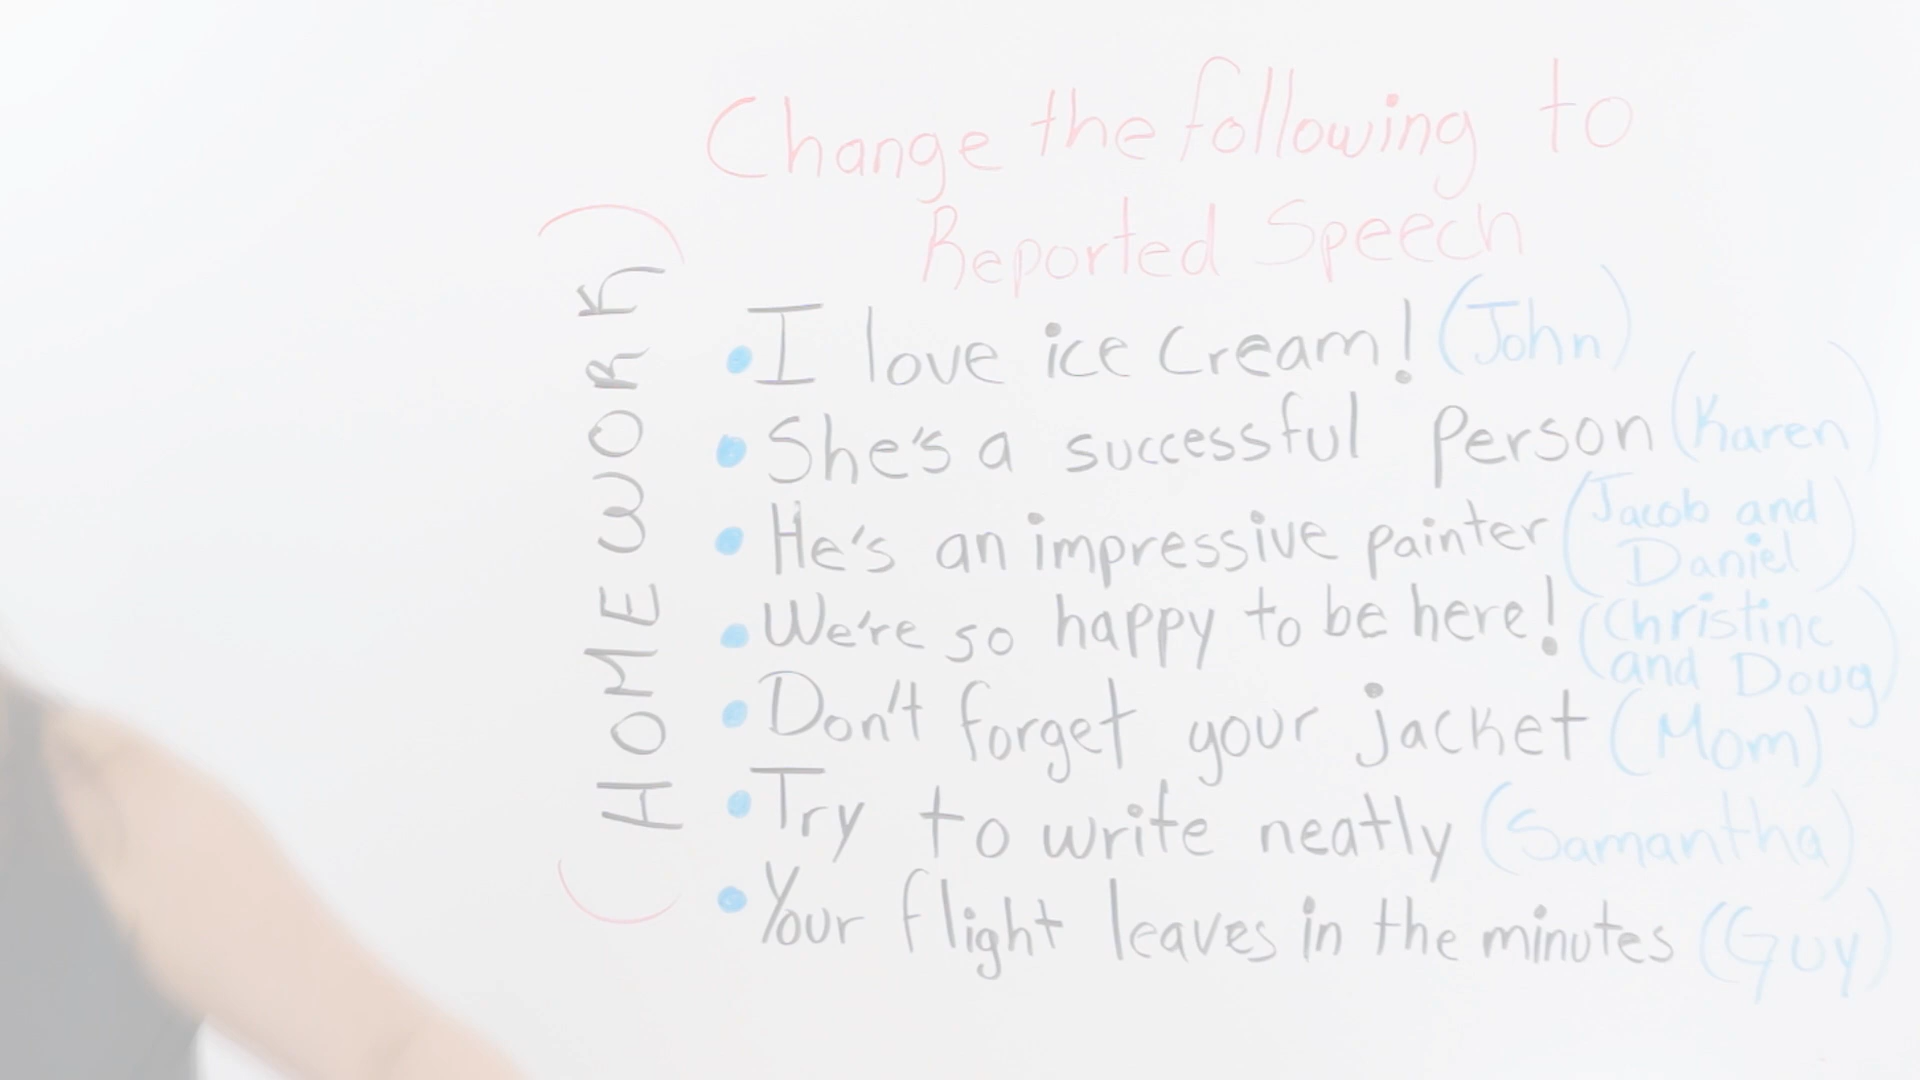 Change the following to
Reported Speech
HOMEWORK
I love ice cream! (John)
She's a successful person (Karen)
He's an impressive painter (Jacob and Daniel)
We're so happy to be here! (Christine and Doug)
Don't forget your jacket (Mom)
Try to write neatly (Samantha)
Your flight leaves in the minutes (Guy)